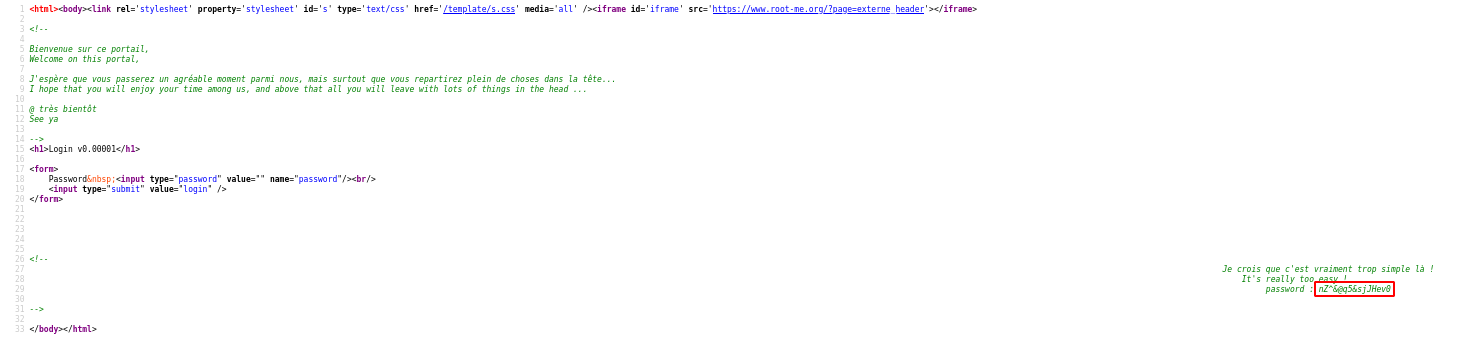 1 <html><body><link rel='stylesheet' property='stylesheet' id='s' type='text/css' href='/template/s.css' media='all' /><iframe id='iframe' src='https://www.root-me.org/?page=externe_header'></iframe>
2
3 <!--
4
5 Bienvenue sur ce portail,
6 Welcome on this portal,
7
8 J'espère que vous passerez un agréable moment parmi nous, mais surtout que vous repartirez plein de choses dans la tête...
9 I hope that you will enjoy your time among us, and above that all you will leave with lots of things in the head ...
10
11 @ très bientôt
12 See ya
13
14 -->
15 <h1>Login v0.00001</h1>
16
17 <form>
18 Password&nbsp;<input type="password" value="" name="password"/><br/>
19 <input type="submit" value="login" />
20 </form>
21
22
23
24
25
26 <!--
27 Je crois que c'est vraiment trop simple là !
28 It's really too easy !
29 password : nZ^&@q5&sjJHev0
30
31 -->
32
33 </body></html>